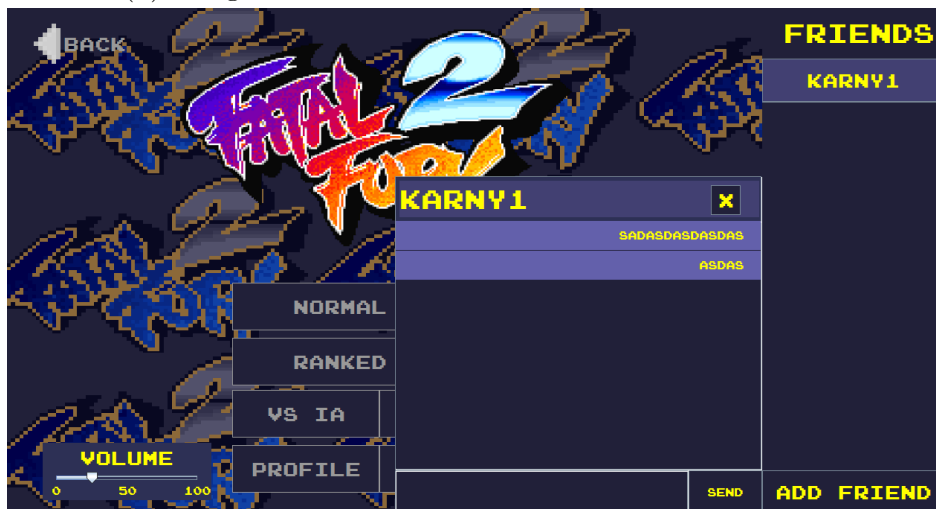 BACK
FATAL
FURY
2
FRIENDS
KARNY1
KARNY1
X
SADASDASDASDAS
ASDAS
NORMAL
RANKED
VS IA
PROFILE
VOLUME
0 50 100
SEND
ADD FRIEND